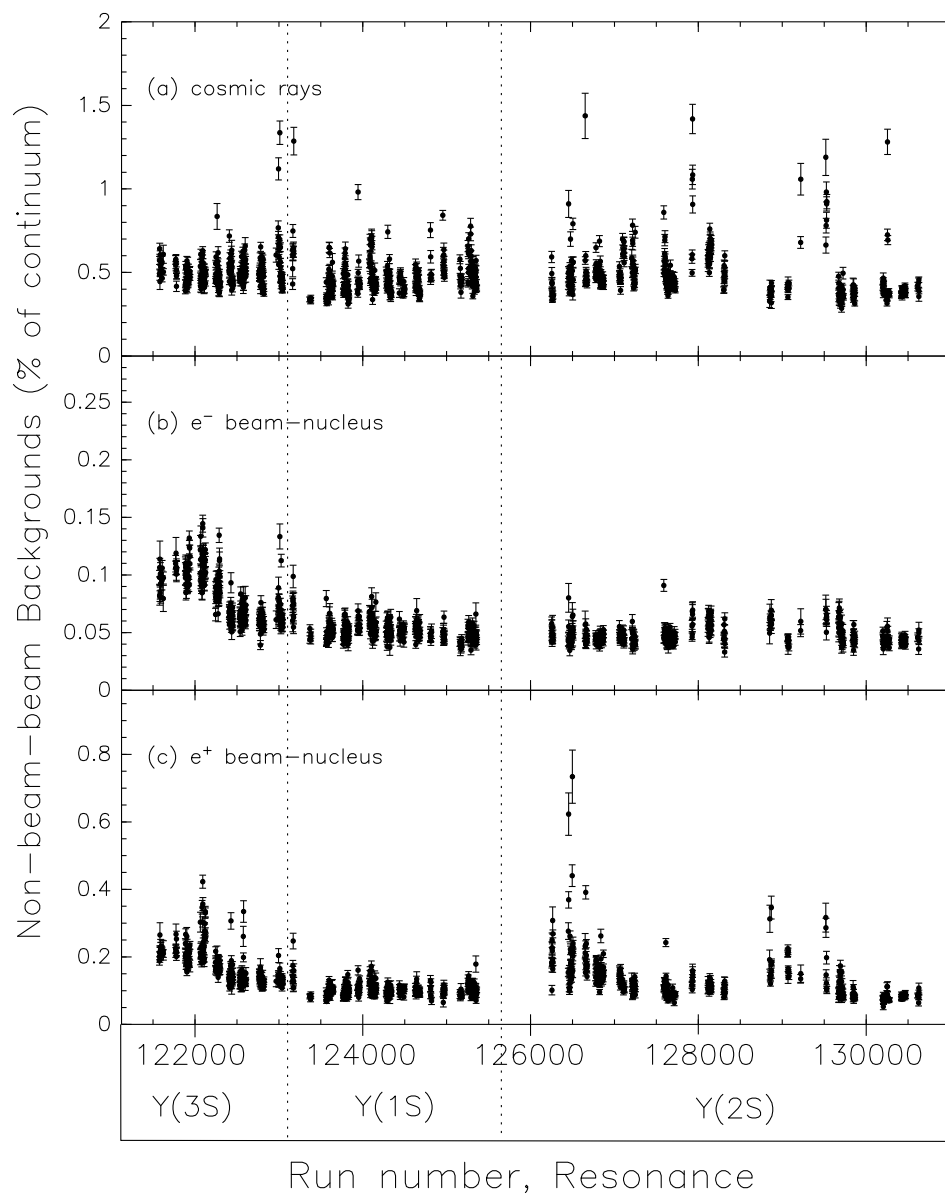 Non-beam-beam Backgrounds (% of continuum)
2
(a) cosmic rays
1.5
1
0.5
0
(b) e⁻ beam-nucleus
0.25
0.2
0.15
0.1
0.05
0
(c) e⁺ beam-nucleus
0.8
0.6
0.4
0.2
0
122000 124000 126000 128000 130000
Υ(3S) Υ(1S) Υ(2S)
Run number, Resonance